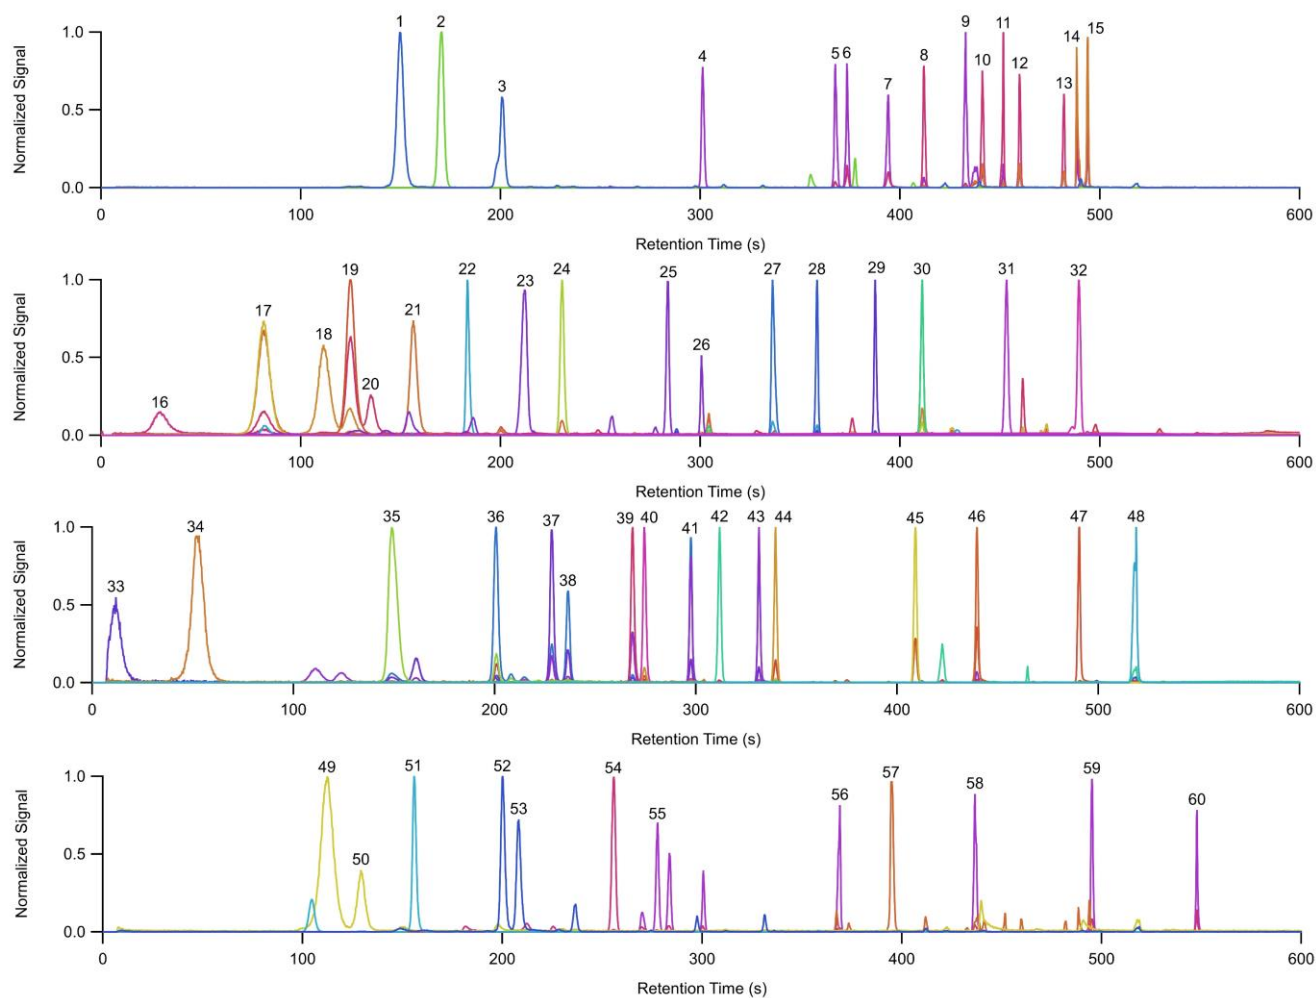 1 2 3 4 5 6 7 8 9 10 11 12 13 14 15
Normalized Signal
1.0
0.5
0.0
0 100 200 300 400 500 600
Retention Time (s)
16 17 18 19 20 21 22 23 24 25 26 27 28 29 30 31 32
Normalized Signal
1.0
0.5
0.0
0 100 200 300 400 500 600
Retention Time (s)
33 34 35 36 37 38 39 40 41 42 43 44 45 46 47 48
Normalized Signal
1.0
0.5
0.0
0 100 200 300 400 500 600
Retention Time (s)
49 50 51 52 53 54 55 56 57 58 59 60
Normalized Signal
1.0
0.5
0.0
0 100 200 300 400 500 600
Retention Time (s)